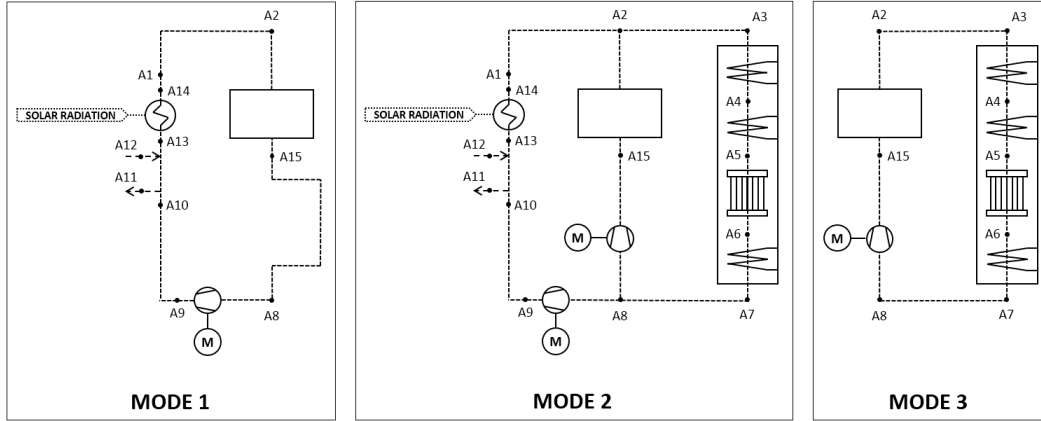 A2
A1
A14
SOLAR RADIATION
A13
A12
A15
A11
A10
A9
A8
M
MODE 1
A2
A3
A1
A14
A4
SOLAR RADIATION
A13
A12
A15
A5
A11
A10
M
A6
A9
A8
A7
M
MODE 2
A2
A3
A4
A15
A5
M
A6
A8
A7
MODE 3